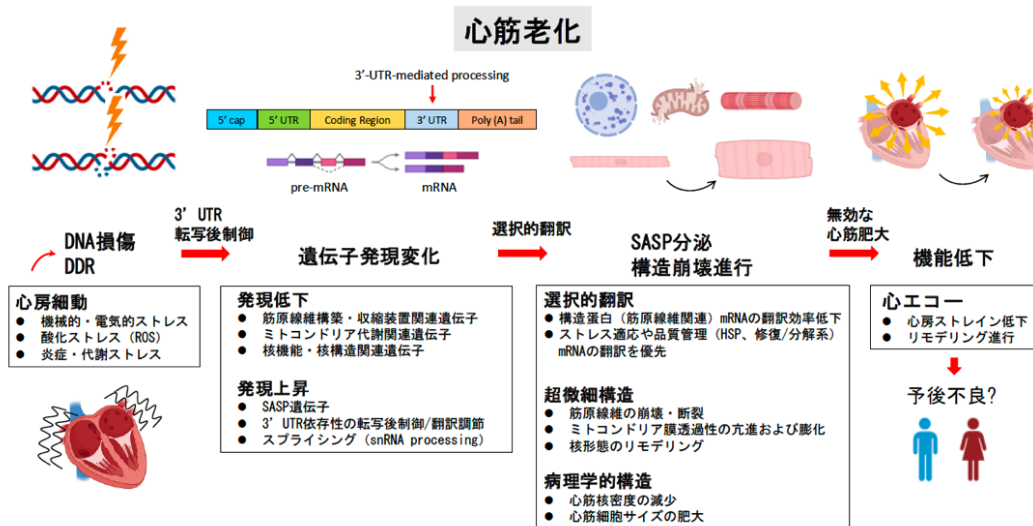 心筋老化
3'-UTR-mediated processing
5' cap
5' UTR
Coding Region
3' UTR
Poly (A) tail
pre-mRNA
mRNA
DNA損傷
DDR
3' UTR
転写後制御
遺伝子発現変化
選択的翻訳
SASP分泌
構造崩壊進行
無効な
心筋肥大
機能低下
心房細動
● 機械的・電気的ストレス
● 酸化ストレス（ROS）
● 炎症・代謝ストレス
発現低下
● 筋原線維構築・収縮装置関連遺伝子
● ミトコンドリア代謝関連遺伝子
● 核機能・核構造関連遺伝子
発現上昇
● SASP遺伝子
● 3' UTR依存性の転写後制御/翻訳調節
● スプライシング（snRNA processing）
選択的翻訳
● 構造蛋白（筋原線維関連）mRNAの翻訳効率低下
● ストレス適応や品質管理（HSP、修復/分解系）
mRNAの翻訳を優先
超微細構造
● 筋原線維の崩壊・断裂
● ミトコンドリア膜透過性の亢進および膨化
● 核形態のリモデリング
病理学的構造
● 心筋核密度の減少
● 心筋細胞サイズの肥大
心エコー
● 心房ストレイン低下
● リモデリング進行
予後不良?